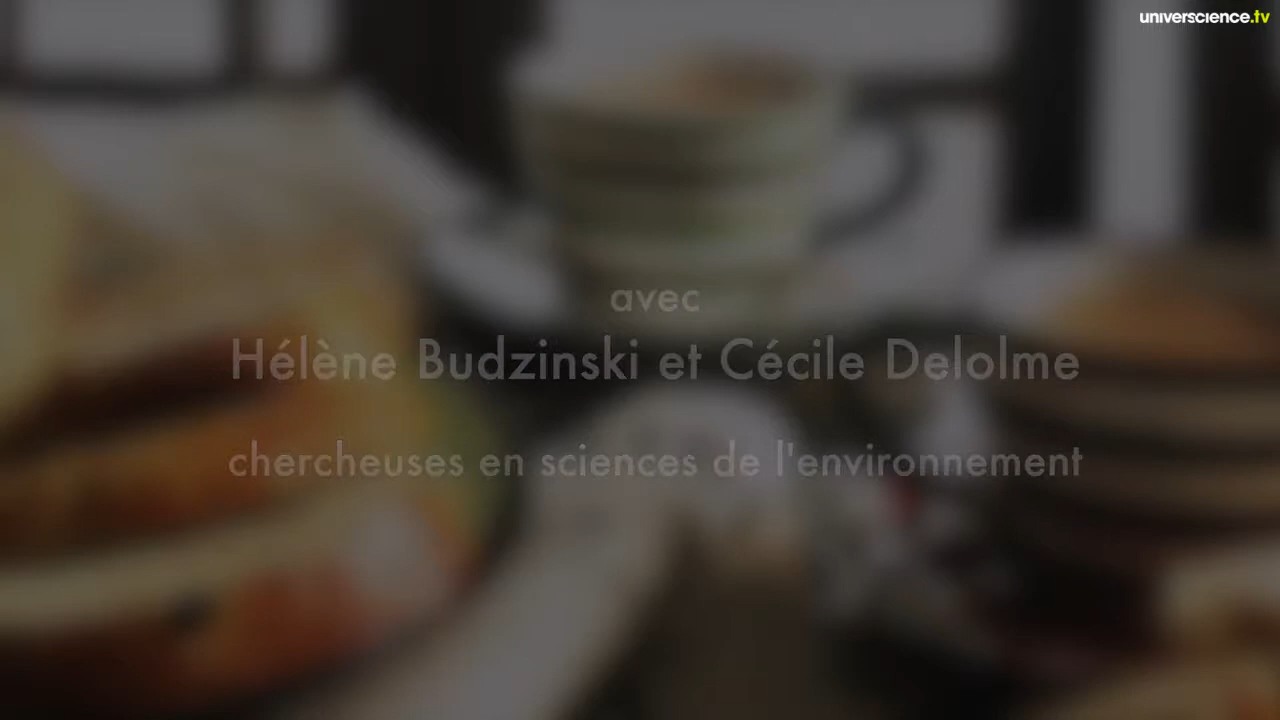 universcience.tv
avec
Hélène Budzinski et Cécile Delolme
chercheuses en sciences de l'environnement